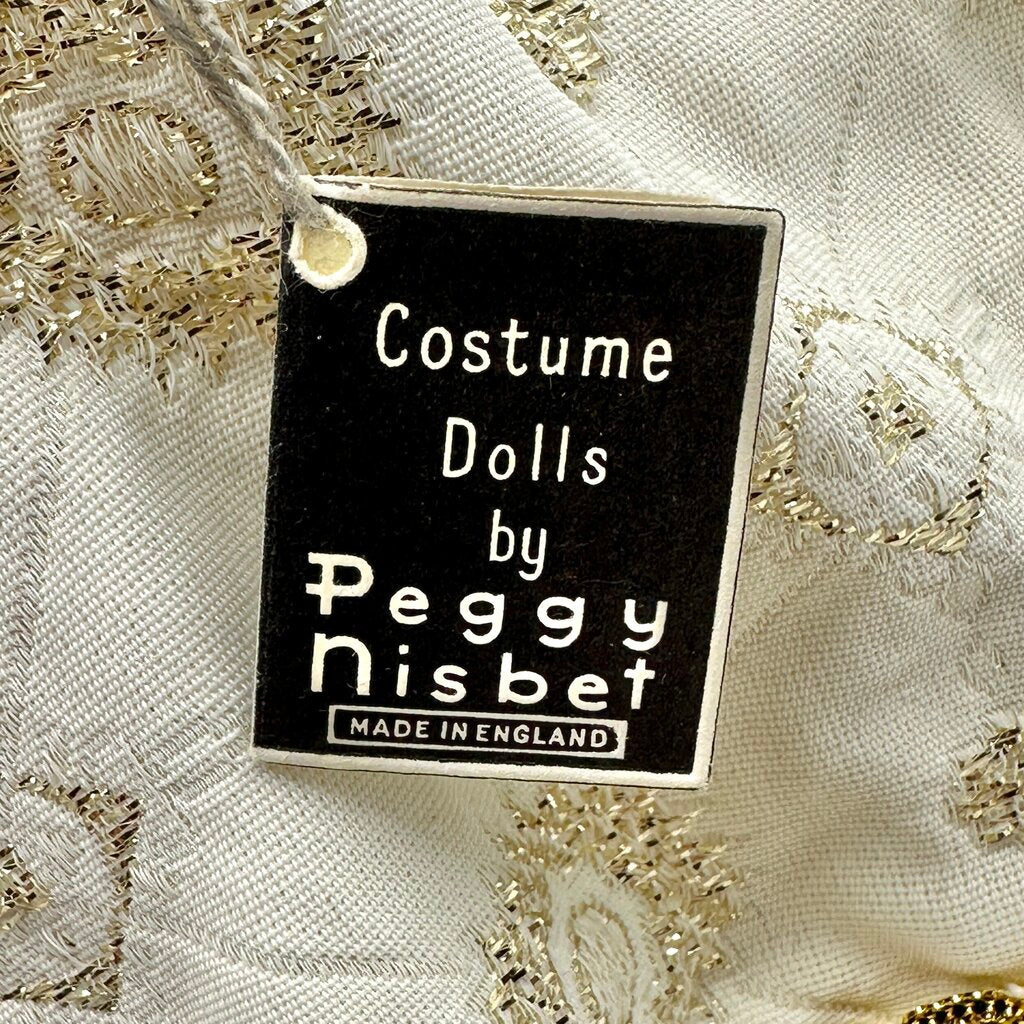 Costume
Dolls
by
Peggy
Nisbet
MADE IN ENGLAND